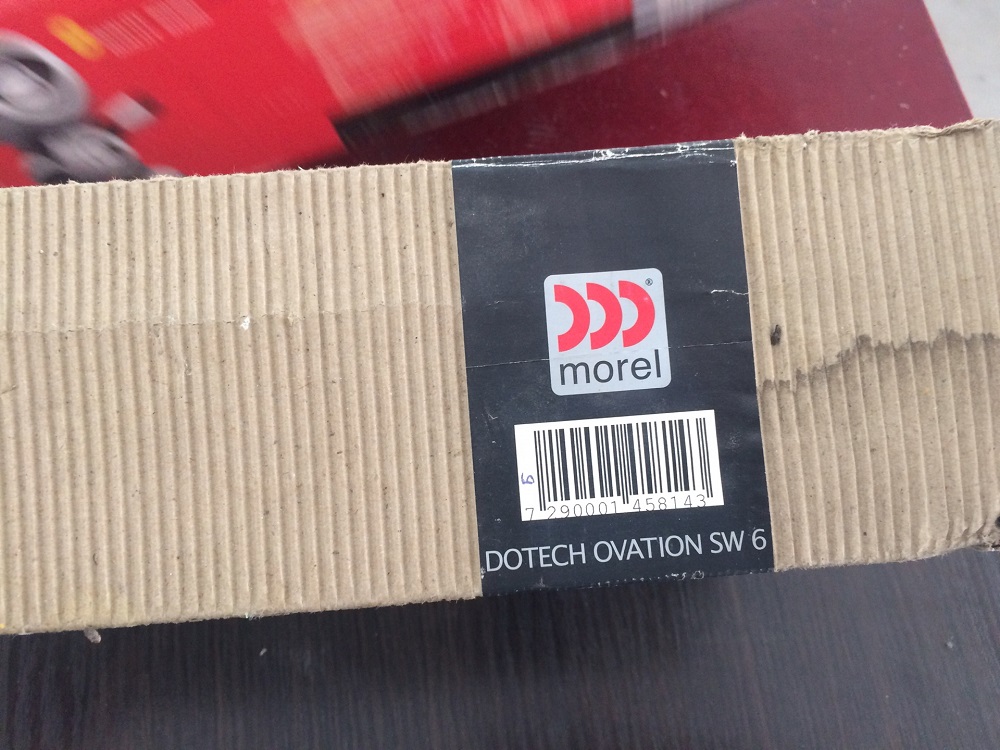 ®
morel
6
7 290001 458143
DOTECH OVATION SW 6